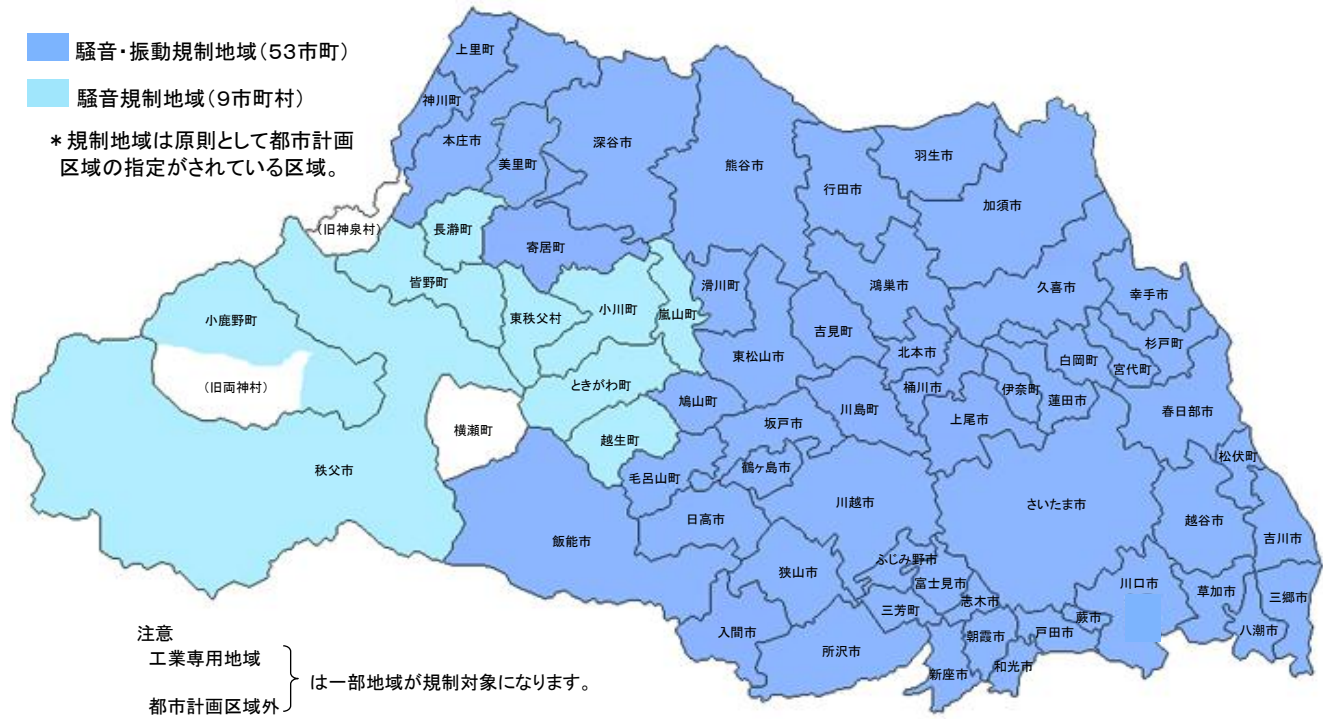 騒音・振動規制地域(53市町)
騒音規制地域(9市町村)
*規制地域は原則として都市計画
区域の指定がされている区域。
上里町
神川町
本庄市
美里町
深谷市
熊谷市
行田市
羽生市
加須市
(旧神泉村)
長瀞町
寄居町
皆野町
東秩父村
小川町
嵐山町
滑川町
鴻巣市
久喜市
幸手市
小鹿野町
吉見町
東松山市
北本市
白岡町
杉戸町
宮代町
(旧両神村)
ときがわ町
桶川市
伊奈町
蓮田市
鳩山町
川島町
上尾市
春日部市
横瀬町
越生町
坂戸市
松伏町
秩父市
毛呂山町
鶴ヶ島市
川越市
さいたま市
越谷市
吉川市
飯能市
日高市
狭山市
ふじみ野市
富士見市
川口市
草加市
三郷市
三芳町
志木市
蕨市
入間市
所沢市
朝霞市
戸田市
八潮市
新座市
和光市
注意
工業専用地域
は一部地域が規制対象になります。
都市計画区域外